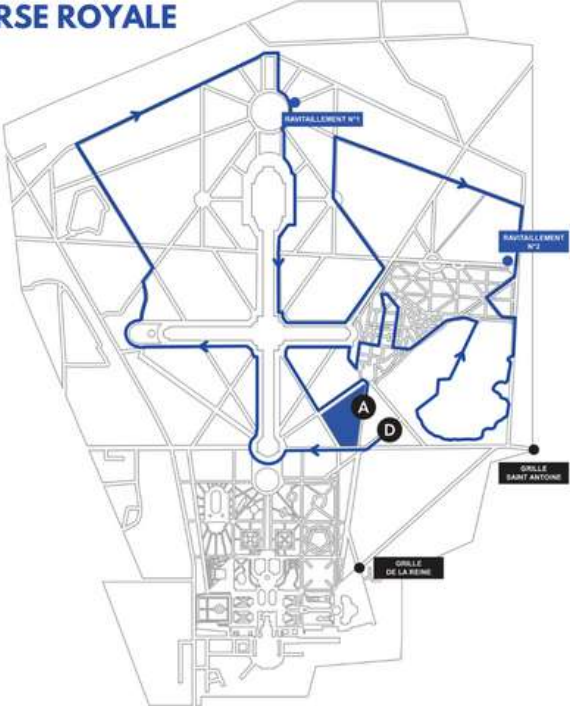 RSE ROYALE
RAVITAILLEMENT N°1
RAVITAILLEMENT
N°2
A
D
GRILLE
SAINT ANTOINE
GRILLE
DE LA REINE